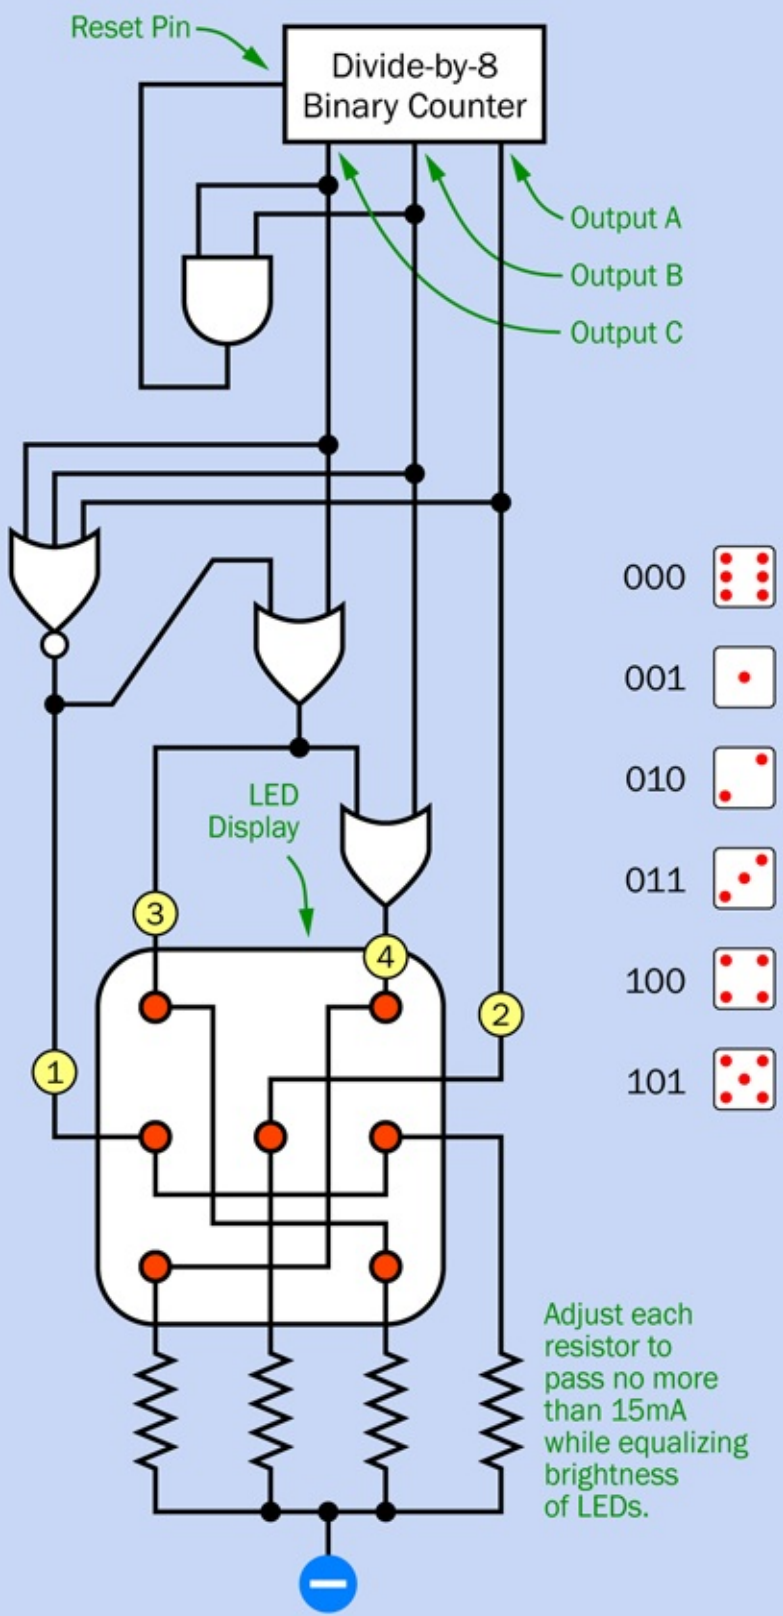 Reset Pin
Divide-by-8
Binary Counter
Output A
Output B
Output C
000
001
010
LED
Display
011
3
4
100
2
1
101
Adjust each
resistor to
pass no more
than 15mA
while equalizing
brightness
of LEDs.